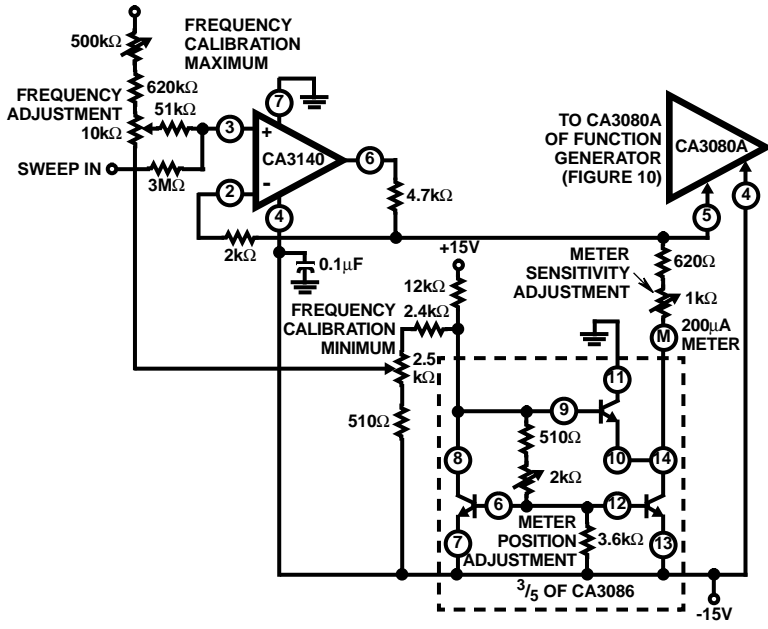 500kΩ
FREQUENCY
CALIBRATION
MAXIMUM
620kΩ
FREQUENCY
ADJUSTMENT
10kΩ
51kΩ
SWEEP IN
3MΩ
3
2
7
+
-
CA3140
4
6
4.7kΩ
2kΩ
0.1μF
TO CA3080A
OF FUNCTION
GENERATOR
(FIGURE 10)
CA3080A
5
4
+15V
12kΩ
2.4kΩ
FREQUENCY
CALIBRATION
MINIMUM
2.5
kΩ
510Ω
METER
SENSITIVITY
ADJUSTMENT
620Ω
1kΩ
M
200μA
METER
11
9
510Ω
2kΩ
10
14
8
6
12
7
METER
POSITION
ADJUSTMENT
3.6kΩ
13
3/5 OF CA3086
-15V